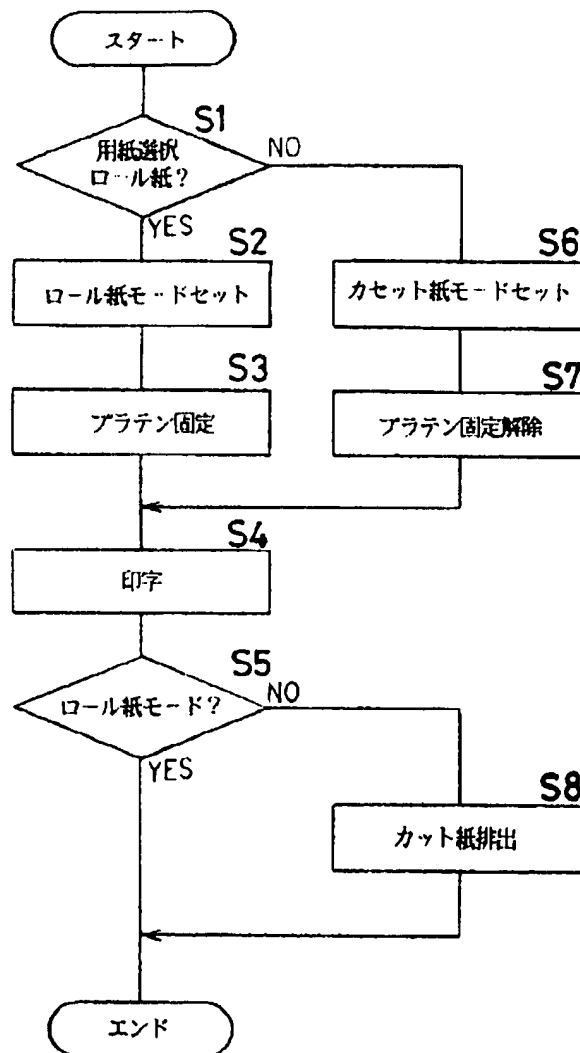 スタート
S1
用紙選択
ロール紙?
NO
YES
S2
ロール紙モードセット
S6
カセット紙モードセット
S3
プラテン固定
S7
プラテン固定解除
S4
印字
S5
ロール紙モード?
NO
YES
S8
カット紙排出
エンド